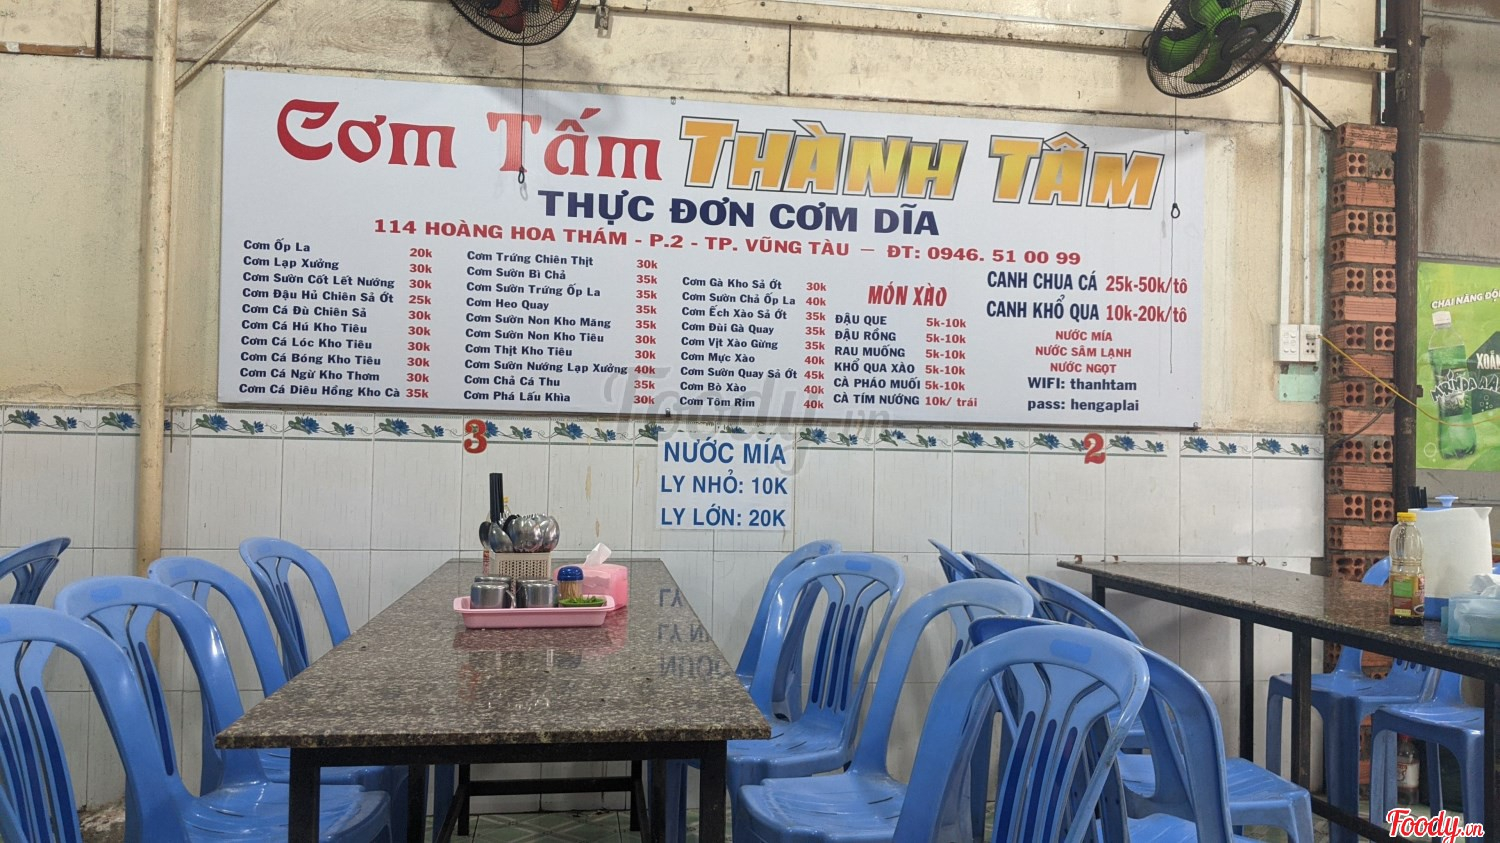 Cơm Tấm THÀNH TÂM
THỰC ĐƠN CƠM DĨA
114 HOÀNG HOA THÁM - P.2 - TP. VŨNG TÀU - ĐT: 0946. 51 00 99
Cơm Ốp La 20k
Cơm Lạp Xưởng 30k
Cơm Sườn Cốt Lết Nướng 30k
Cơm Đậu Hủ Chiên Sả Ớt 25k
Cơm Cá Đù Chiên Sả 30k
Cơm Cá Hú Kho Tiêu 30k
Cơm Cá Lóc Kho Tiêu 30k
Cơm Cá Bóng Kho Tiêu 30k
Cơm Cá Ngừ Kho Thơm 30k
Cơm Cá Diêu Hồng Kho Cà 35k
Cơm Trứng Chiên Thịt 30k
Cơm Sườn Bì Chả 35k
Cơm Sườn Trứng Ốp La 35k
Cơm Heo Quay 35k
Cơm Sườn Non Kho Măng 35k
Cơm Sườn Non Kho Tiêu 35k
Cơm Thịt Kho Tiêu 30k
Cơm Sườn Nướng Lạp Xưởng 40k
Cơm Chả Cá Thu 35k
Cơm Phá Lấu Khìa 30k
Cơm Gà Kho Sả Ớt 30k
Cơm Sườn Chả Ốp La 40k
Cơm Ếch Xào Sả Ớt 35k
Cơm Đùi Gà Quay 35k
Cơm Vịt Xào Gừng 35k
Cơm Mực Xào 40k
Cơm Sườn Quay Sả Ớt 45k
Cơm Bò Xào 40k
Cơm Tôm Rim 40k
MÓN XÀO
ĐẬU QUE 5k-10k
ĐẬU RỒNG 5k-10k
RAU MUỐNG 5k-10k
KHỔ QUA XÀO 5k-10k
CÀ PHÁO MUỐI 5k-10k
CÀ TÍM NƯỚNG 10k/ trái
CANH CHUA CÁ 25k-50k/tô
CANH KHỔ QUA 10k-20k/tô
NƯỚC MÍA
NƯỚC SÂM LẠNH
NƯỚC NGỌT
WIFI: thanhtam
pass: hengaplai
3
2
NƯỚC MÍA
LY NHỎ: 10K
LY LỚN: 20K
CHAI NĂNG ĐỘ
XOẮN
Foody.vn
Foody.vn